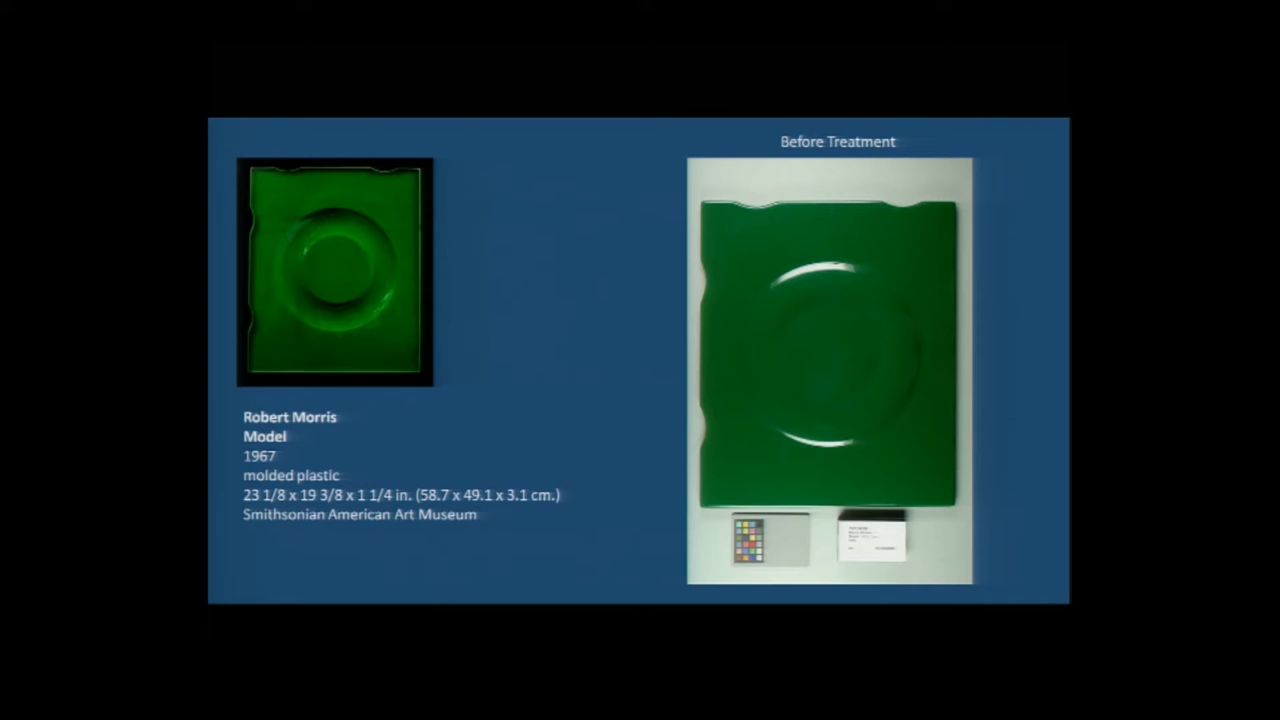 Before Treatment
Robert Morris
Model
1967
molded plastic
23 1/8 x 19 3/8 x 1 1/4 in. (58.7 x 49.1 x 3.1 cm.)
Smithsonian American Art Museum